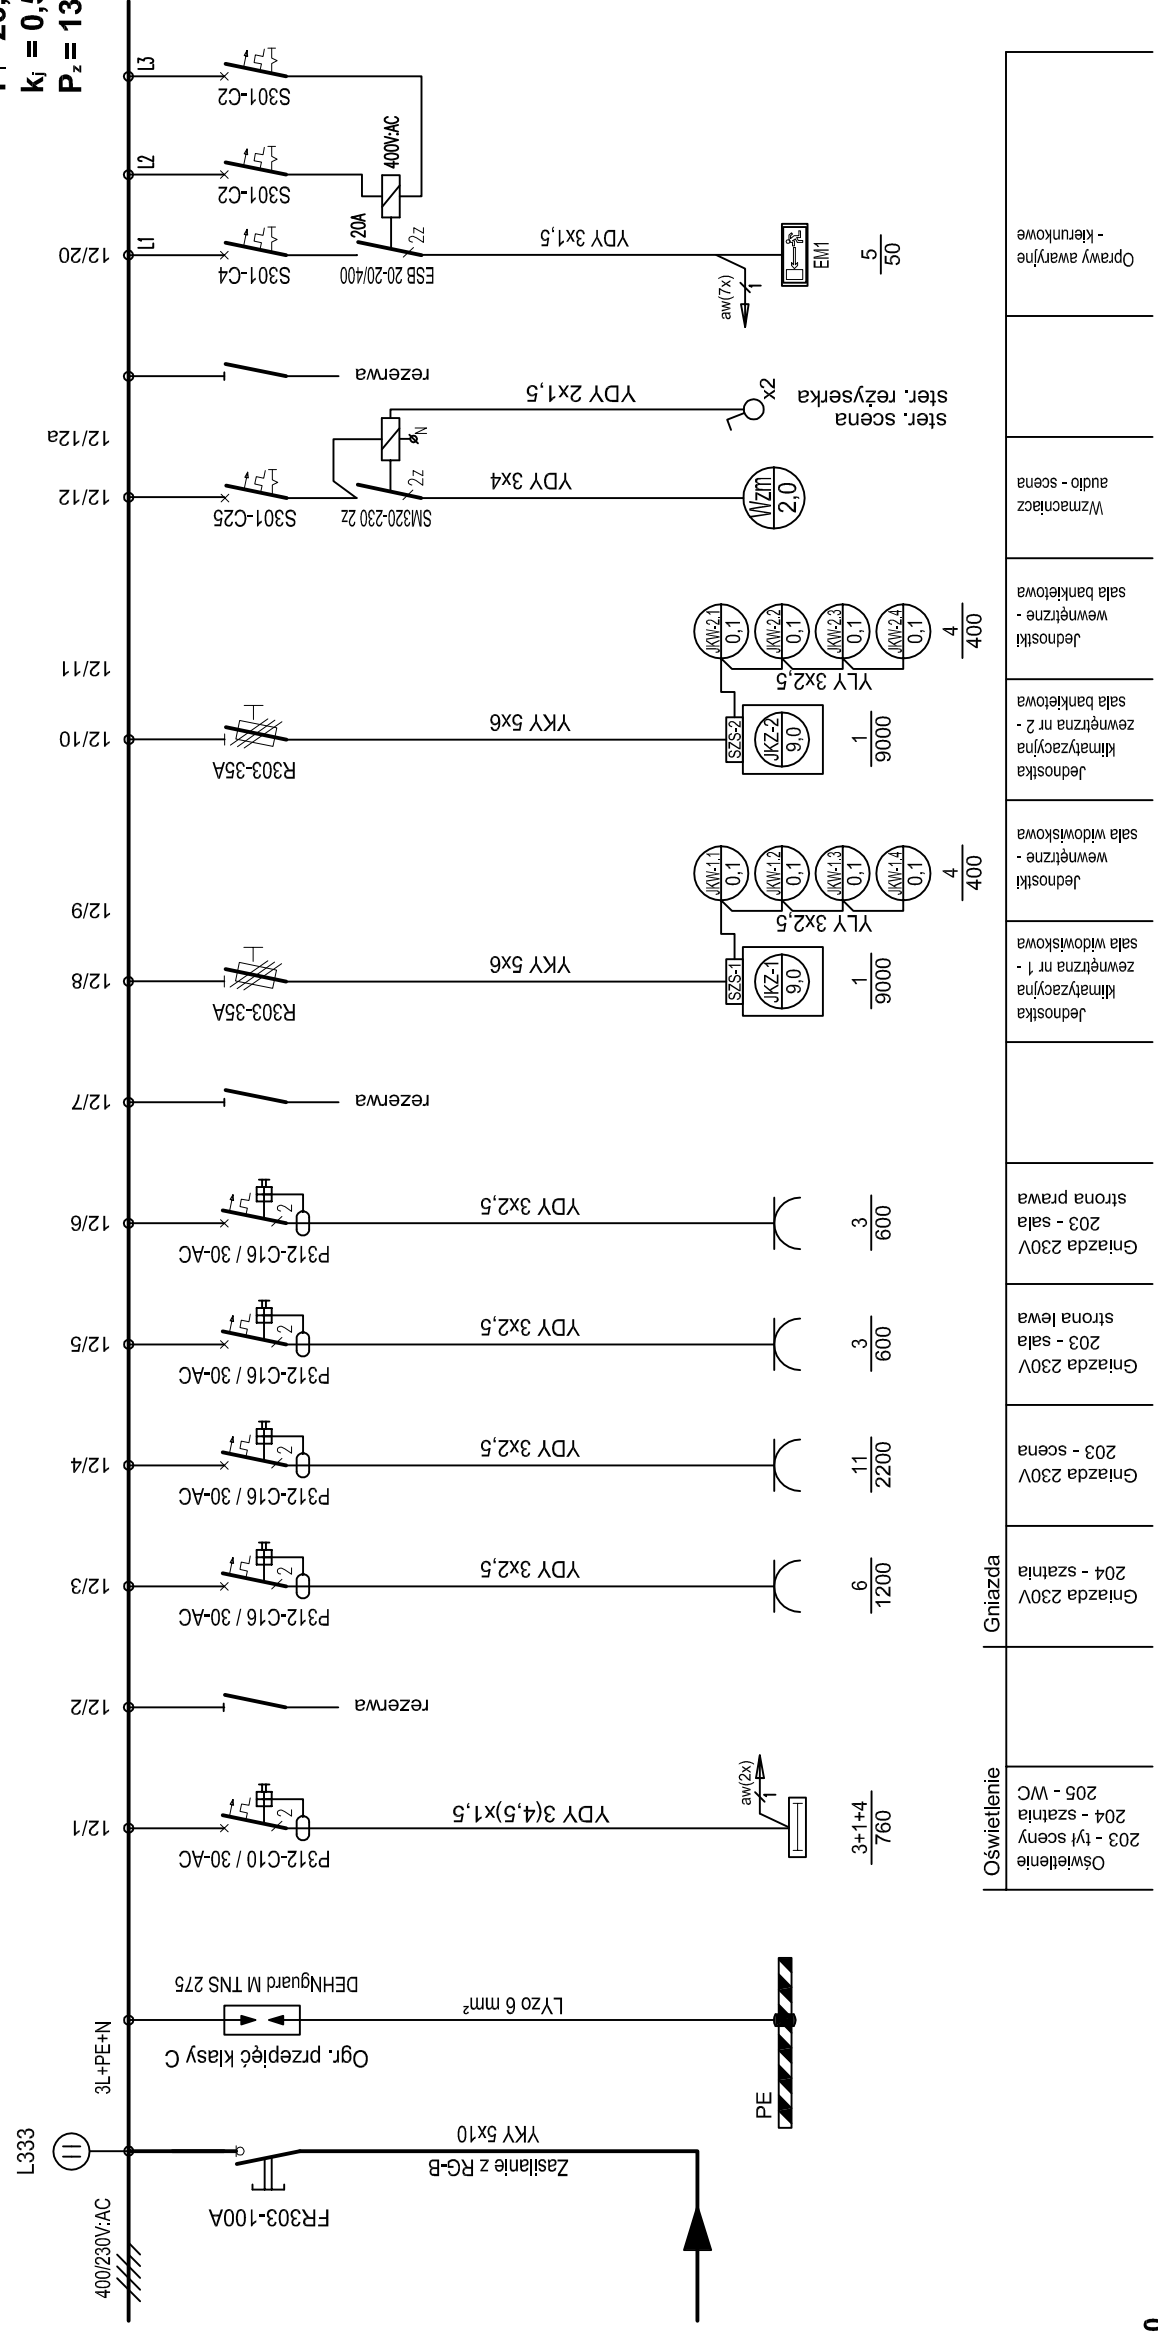 k_j = 0,5
P_z = 13
L333
400/230V:AC
FR303-100A
Zasilanie z RG-B
YKY 5x10
3L+PE+N
Ogr. przepięć klasy C
DEHNguard M TNS 275
LYżo 6 mm²
PE
12/1
P312-C10 / 30-AC
2
YDY 3(4,5)x1,5
aw(2x)
1
3+1+4
760
Oświetlenie
Oświetlenie
203 - tył sceny
204 - szatnia
205 - WC
12/2
rezerwa
12/3
P312-C16 / 30-AC
2
YDY 3x2,5
6
1200
Gniazda
Gniazda 230V
204 - szatnia
12/4
P312-C16 / 30-AC
2
YDY 3x2,5
11
2200
Gniazda 230V
203 - scena
12/5
P312-C16 / 30-AC
2
YDY 3x2,5
3
600
Gniazda 230V
203 - sala
strona lewa
12/6
P312-C16 / 30-AC
2
YDY 3x2,5
3
600
Gniazda 230V
203 - sala
strona prawa
12/7
rezerwa
12/8
R303-35A
YKY 5x6
SZS-1
JKZ-1
9,0
1
9000
Jednostka
klimatyzacyjna
zewnętrzna nr 1 -
sala widowiskowa
12/9
YLY 3x2,5
JKW-1.1
0,1
JKW-1.2
0,1
JKW-1.3
0,1
JKW-1.4
0,1
4
400
Jednostki
wewnętrzne -
sala widowiskowa
12/10
R303-35A
YKY 5x6
SZS-2
JKZ-2
9,0
1
9000
Jednostka
klimatyzacyjna
zewnętrzna nr 2 -
sala bankietowa
12/11
YLY 3x2,5
JKW-2.1
0,1
JKW-2.2
0,1
JKW-2.3
0,1
JKW-2.4
0,1
4
400
Jednostki
wewnętrzne -
sala bankietowa
12/12
S301-C25
SM320-230 2z
2z
YDY 3x4
Wzm
2,0
Wzmacniacz
audio - scena
12/12a
N
YDY 2x1,5
x2
ster. scena
ster. reżyserka
rezerwa
12/20
L1
S301-C4
ESB 20-20/400
20A
2z
YDY 3x1,5
aw(7x)
1
EM1
5
50
Oprawy awaryjne
- kierunkowe
L2
S301-C2
400V:AC
L3
S301-C2